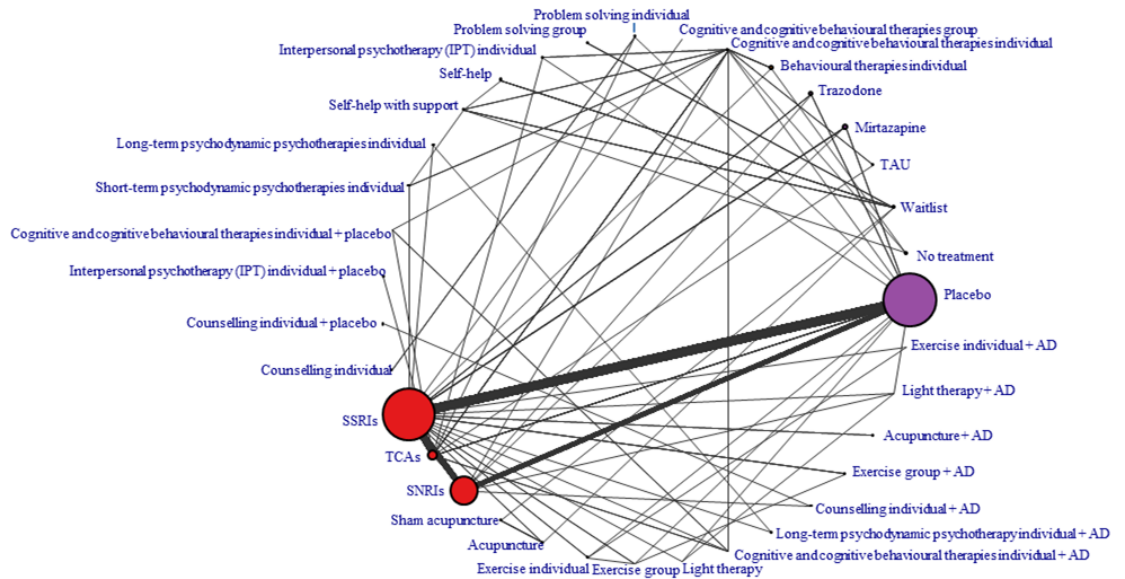 Problem solving individual
Problem solving group
Cognitive and cognitive behavioural therapies group
Interpersonal psychotherapy (IPT) individual
Cognitive and cognitive behavioural therapies individual
Self-help
Behavioural therapies individual
Self-help with support
Trazodone
Mirtazapine
Long-term psychodynamic psychotherapies individual
TAU
Short-term psychodynamic psychotherapies individual
Waitlist
Cognitive and cognitive behavioural therapies individual + placebo
No treatment
Interpersonal psychotherapy (IPT) individual + placebo
Placebo
Counselling individual + placebo
Exercise individual + AD
Counselling individual
Light therapy + AD
SSRIs
Acupuncture + AD
TCAs
Exercise group + AD
SNRIs
Counselling individual + AD
Sham acupuncture
Long-term psychodynamic psychotherapy individual + AD
Acupuncture
Cognitive and cognitive behavioural therapies individual + AD
Exercise individual
Exercise group
Light therapy